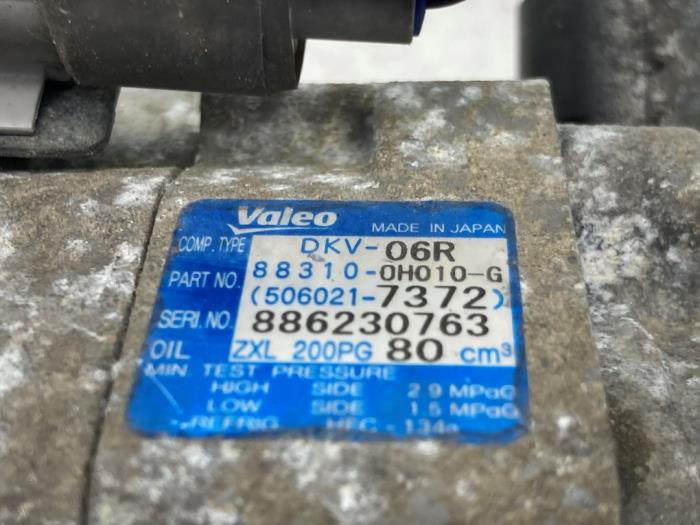 Valeo MADE IN JAPAN
COMP. TYPE DKV-06R
PART NO. 88310-0H010-G
(506021-7372)
SERI. NO. 886230763
OIL ZXL 200PG 80 cm³
MIN. TEST PRESSURE
HIGH SIDE 2.9 MPaG
LOW SIDE 1.5 MPaG
REFRIG HFC-134a